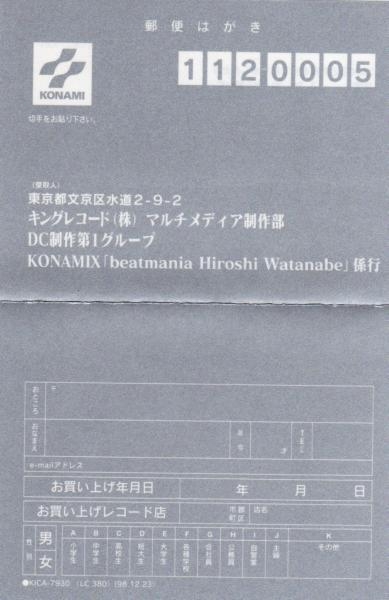 郵便はがき
KONAMI
1120005
切手をお貼り下さい。
(受取人)
東京都文京区水道2-9-2
キングレコード(株) マルチメディア制作部
DC制作第1グループ
KONAMIX「beatmania Hiroshi Watanabe」係行
おところ
〒
おなまえ
才
TEL
e-mailアドレス
お買い上げ年月日 年 月 日
お買い上げレコード店 市郡町区 店名
性別 男 女
A 小学生
B 中学生
C 高校生
D 短大生
E 大学生
F 各種学校
G 会社員
H 公務員
I 自営業
J 主婦
K その他
●KICA-7930 (LC 380) (98.12.23)